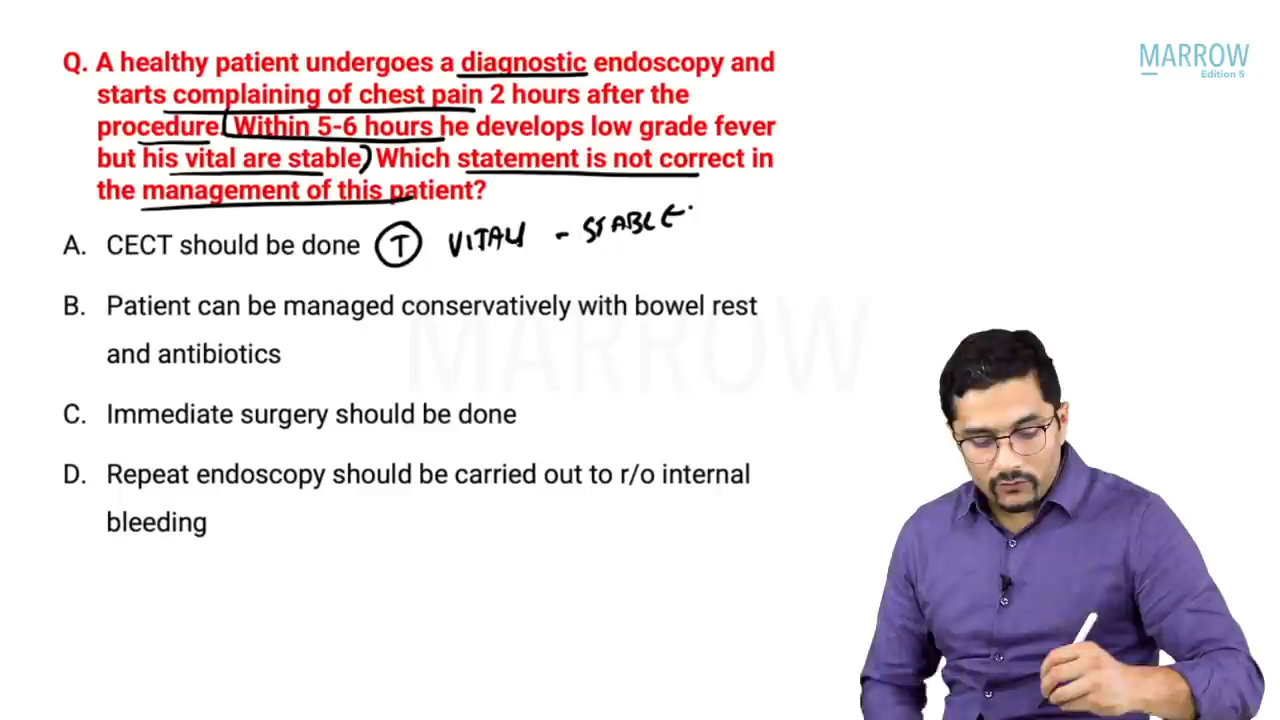 MARROW
Edition 5
Q. A healthy patient undergoes a diagnostic endoscopy and
starts complaining of chest pain 2 hours after the
procedure. Within 5-6 hours he develops low grade fever
but his vital are stable. Which statement is not correct in
the management of this patient?
A. CECT should be done T VITALY - STABLE.
B. Patient can be managed conservatively with bowel rest
and antibiotics
C. Immediate surgery should be done
D. Repeat endoscopy should be carried out to r/o internal
bleeding
MARROW